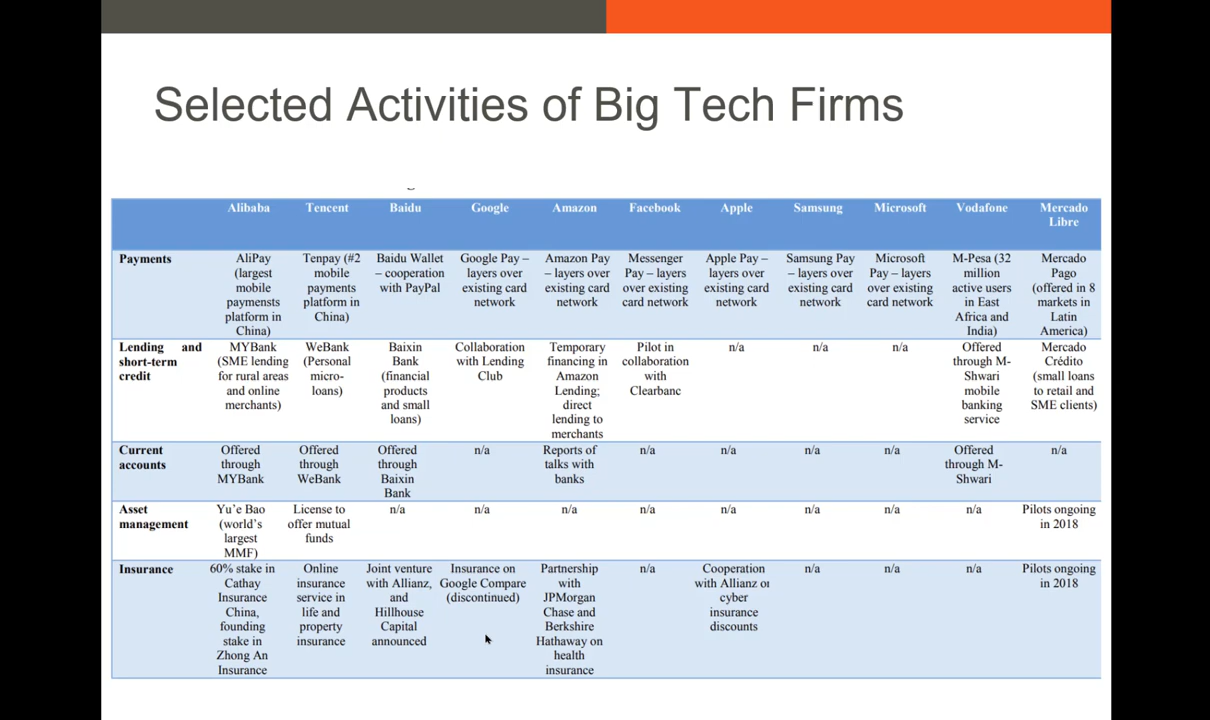 Selected Activities of Big Tech Firms
Alibaba Tencent Baidu Google Amazon Facebook Apple Samsung Microsoft Vodafone Mercado
Libre
Payments
AliPay
(largest
mobile
paymensts
platform in
China)
Tenpay (#2
mobile
payments
platform in
China)
Baidu Wallet
– cooperation
with PayPal
Google Pay –
layers over
existing card
network
Amazon Pay
– layers over
existing card
network
Messenger
Pay – layers
over existing
card network
Apple Pay –
layers over
existing card
network
Samsung Pay
– layers over
existing card
network
Microsoft
Pay – layers
over existing
card network
M-Pesa (32
million
active users
in East
Africa and
India)
Mercado
Pago
(offered in 8
markets in
Latin
America)
Lending and
short-term
credit
MYBank
(SME lending
for rural areas
and online
merchants)
WeBank
(Personal
micro-
loans)
Baixin
Bank
(financial
products
and small
loans)
Collaboration
with Lending
Club
Temporary
financing in
Amazon
Lending;
direct
lending to
merchants
Pilot in
collaboration
with
Clearbanc
n/a
n/a
n/a
Offered
through M-
Shwari
mobile
banking
service
Mercado
Crédito
(small loans
to retail and
SME clients)
Current
accounts
Offered
through
MYBank
Offered
through
WeBank
Offered
through
Baixin
Bank
n/a
Reports of
talks with
banks
n/a
n/a
n/a
n/a
Offered
through M-
Shwari
n/a
Asset
management
Yu’e Bao
(world’s
largest
MMF)
License to
offer mutual
funds
n/a
n/a
n/a
n/a
n/a
n/a
n/a
n/a
Pilots ongoing
in 2018
Insurance
60% stake in
Cathay
Insurance
China,
founding
stake in
Zhong An
Insurance
Online
insurance
service in
life and
property
insurance
Joint venture
with Allianz,
and
Hillhouse
Capital
announced
Insurance on
Google Compare
(discontinued)
Partnership
with
JPMorgan
Chase and
Berkshire
Hathaway on
health
insurance
n/a
Cooperation
with Allianz or
cyber
insurance
discounts
n/a
n/a
n/a
Pilots ongoing
in 2018